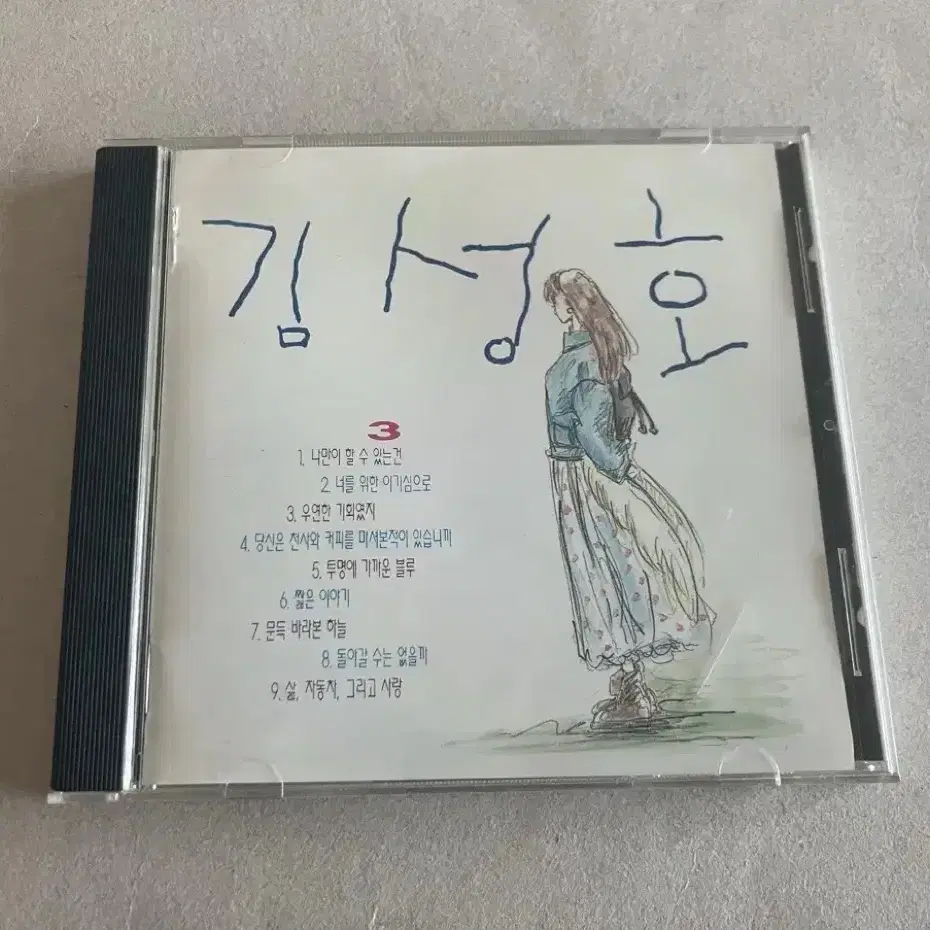 김성호
3
1. 나만이 할 수 있는건
2. 너를 위한 이기심으로
3. 우연한 기회였지
4. 당신은 천사와 커피를 마셔본적이 있습니까
5. 투명에 가까운 블루
6. 짧은 이야기
7. 문득 바라본 하늘
8. 돌아갈 수는 없을까
9. 삶, 자동차, 그리고 사랑